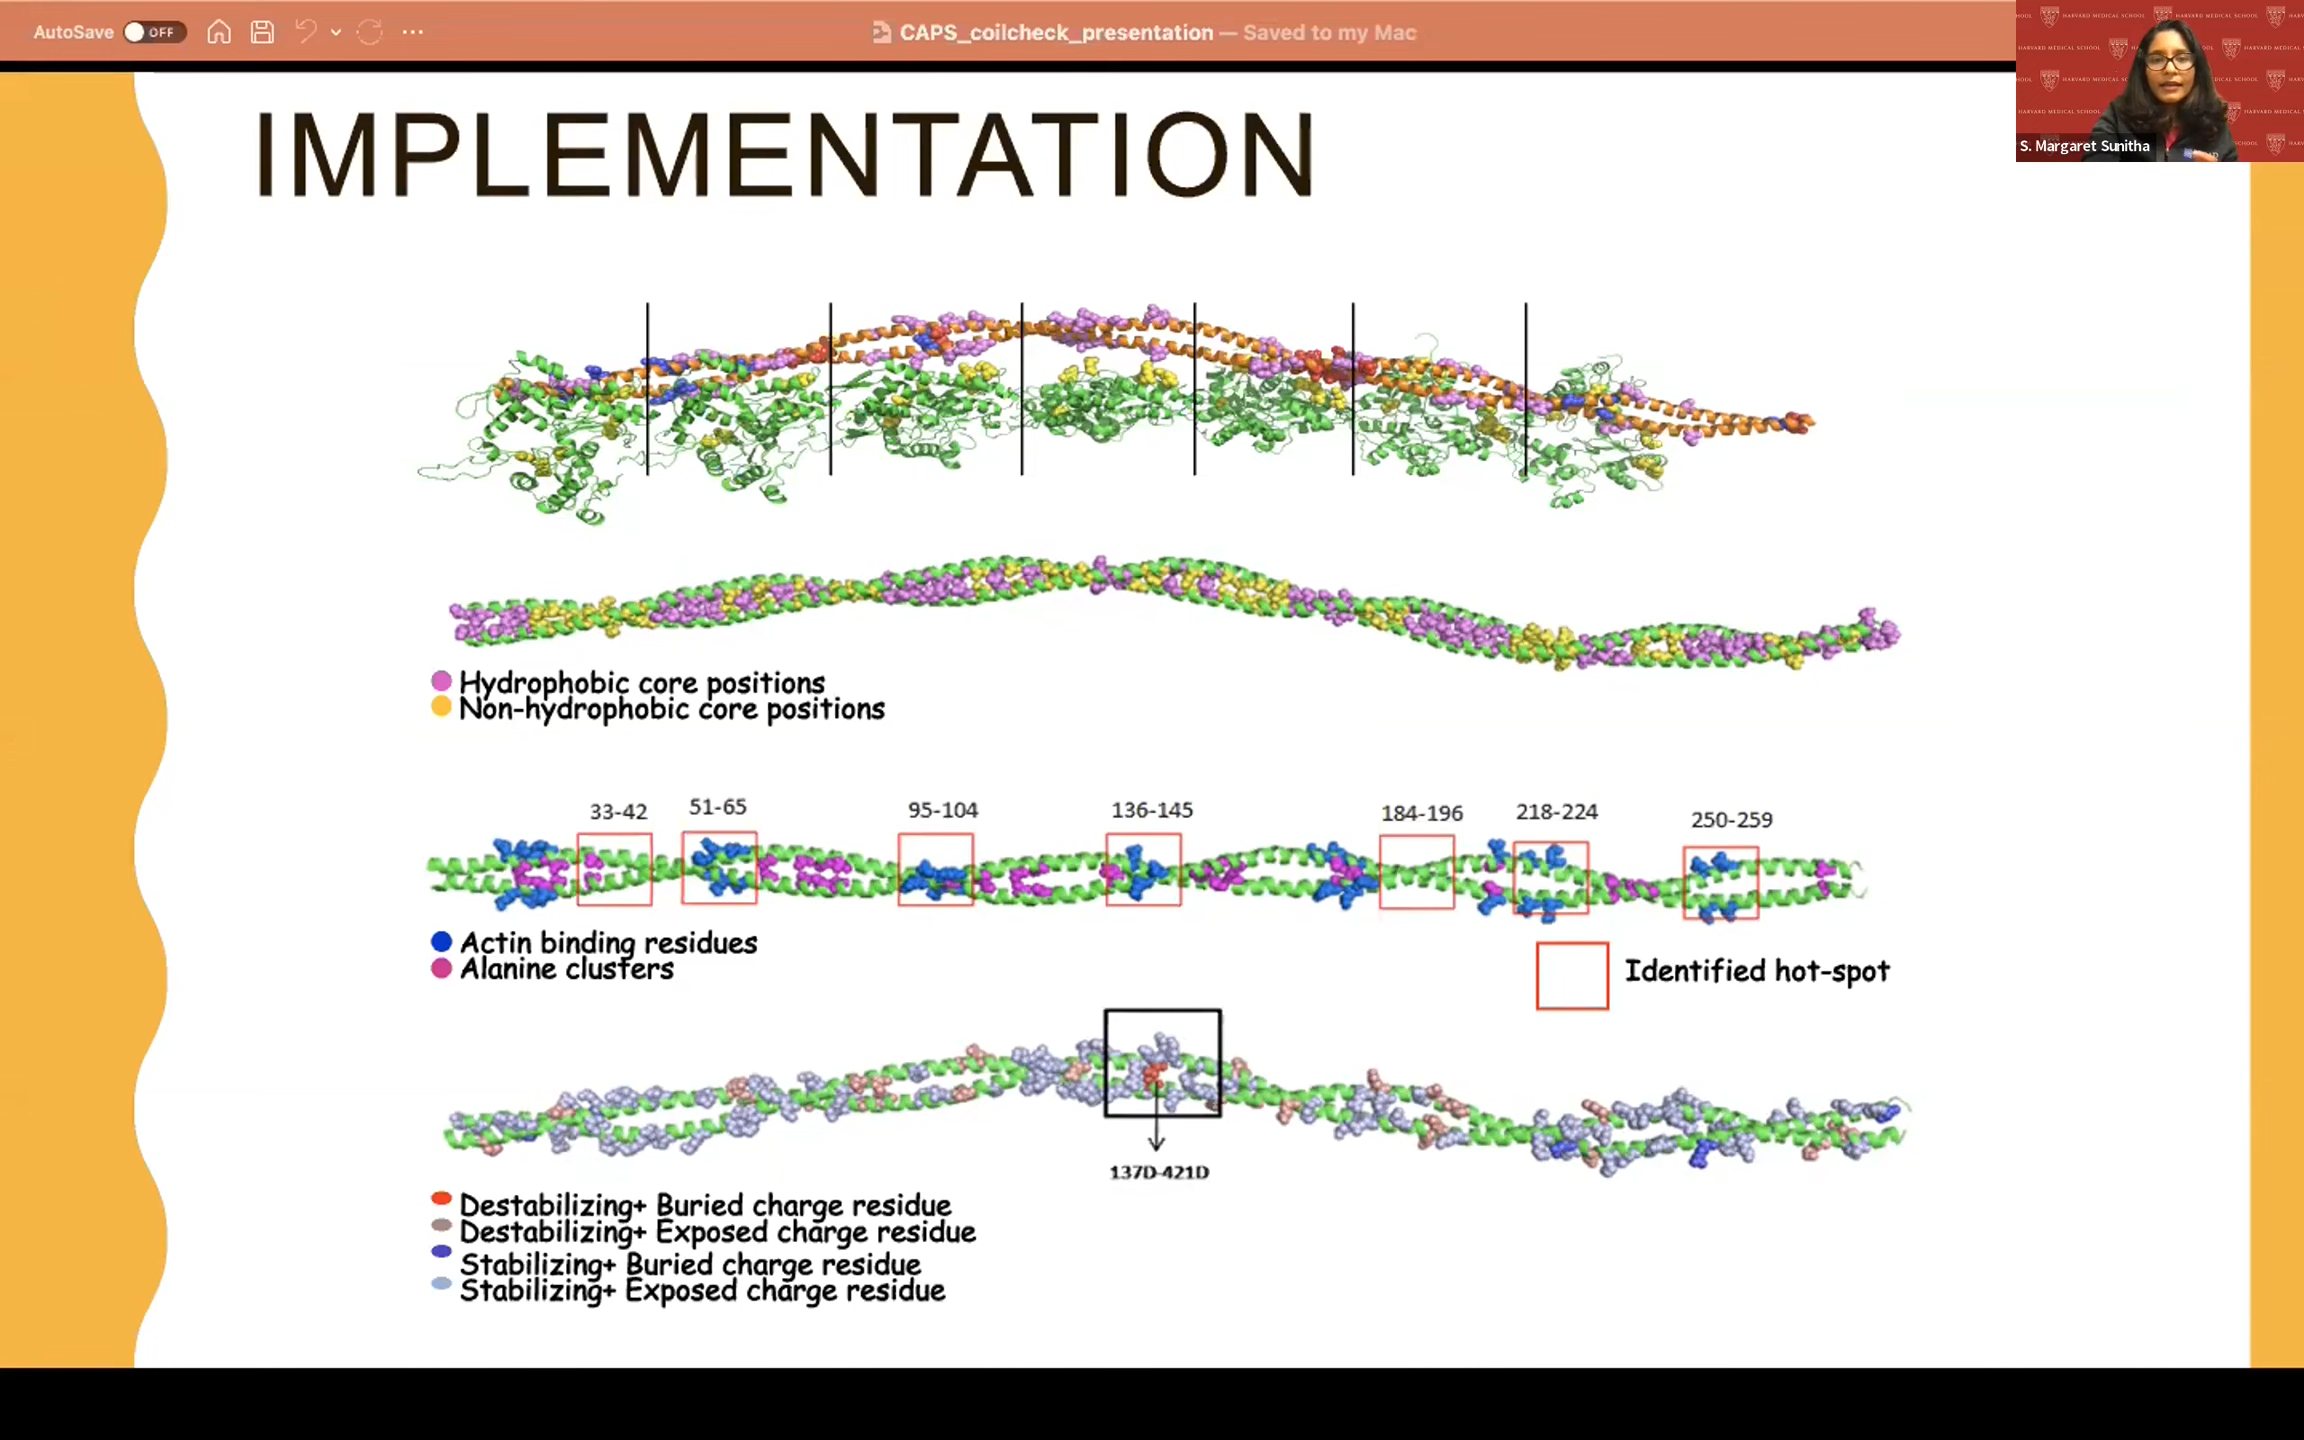 AutoSave OFF
CAPS_coilcheck_presentation — Saved to my Mac
HARVARD MEDICAL SCHOOL
S. Margaret Sunitha
IMPLEMENTATION
Hydrophobic core positions
Non-hydrophobic core positions
33-42 51-65 95-104 136-145 184-196 218-224 250-259
Actin binding residues
Alanine clusters
Identified hot-spot
137D-421D
Destabilizing+ Buried charge residue
Destabilizing+ Exposed charge residue
Stabilizing+ Buried charge residue
Stabilizing+ Exposed charge residue